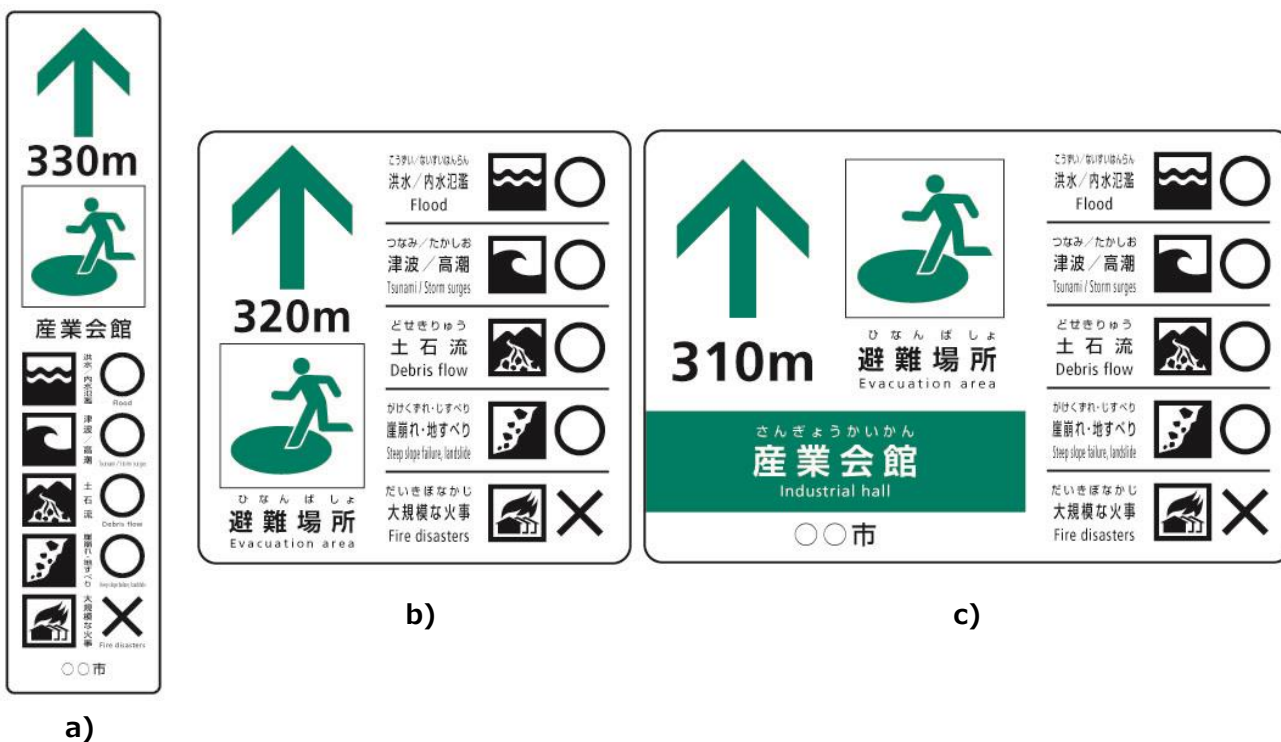 330m
産業会館
洪水／内水氾濫
Flood
津波／高潮
Tsunami / Storm surges
土石流
Debris flow
崖崩れ・地すべり
Steep slope failure, landslide
大規模な火事
Fire disasters
○○市
a)
320m
ひなんばしょ
避難場所
Evacuation area
こうずい／ないすいはんらん
洪水／内水氾濫
Flood
つなみ／たかしお
津波／高潮
Tsunami / Storm surges
どせきりゅう
土石流
Debris flow
がけくずれ・じすべり
崖崩れ・地すべり
Steep slope failure, landslide
だいきぼなかじ
大規模な火事
Fire disasters
b)
310m
ひなんばしょ
避難場所
Evacuation area
さんぎょうかいかん
産業会館
Industrial hall
○○市
こうずい／ないすいはんらん
洪水／内水氾濫
Flood
つなみ／たかしお
津波／高潮
Tsunami / Storm surges
どせきりゅう
土石流
Debris flow
がけくずれ・じすべり
崖崩れ・地すべり
Steep slope failure, landslide
だいきぼなかじ
大規模な火事
Fire disasters
c)